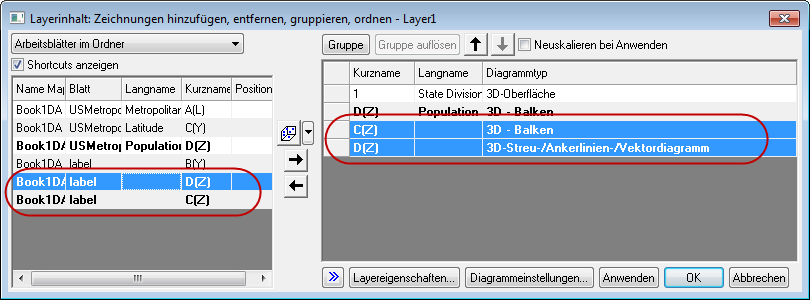 Layerinhalt: Zeichnungen hinzufügen, entfernen, gruppieren, ordnen - Layer1
Arbeitsblätter im Ordner
Shortcuts anzeigen
Name Map Blatt Langname Kurzname Position
Book1DA USMetropo Metropolitar A(L)
Book1DA USMetropo Latitude C(Y)
Book1DA USMetropo Population D(Z)
Book1DA label B(Y)
Book1DA label D(Z)
Book1DA label C(Z)
Gruppe Gruppe auflösen Neuskalieren bei Anwenden
Kurzname Langname Diagrammtyp
1 State Division 3D-Oberfläche
D(Z) Population 3D - Balken
C(Z) 3D - Balken
D(Z) 3D-Streu-/Ankerlinien-/Vektordiagramm
Layereigenschaften... Diagrammeinstellungen... Anwenden OK Abbrechen